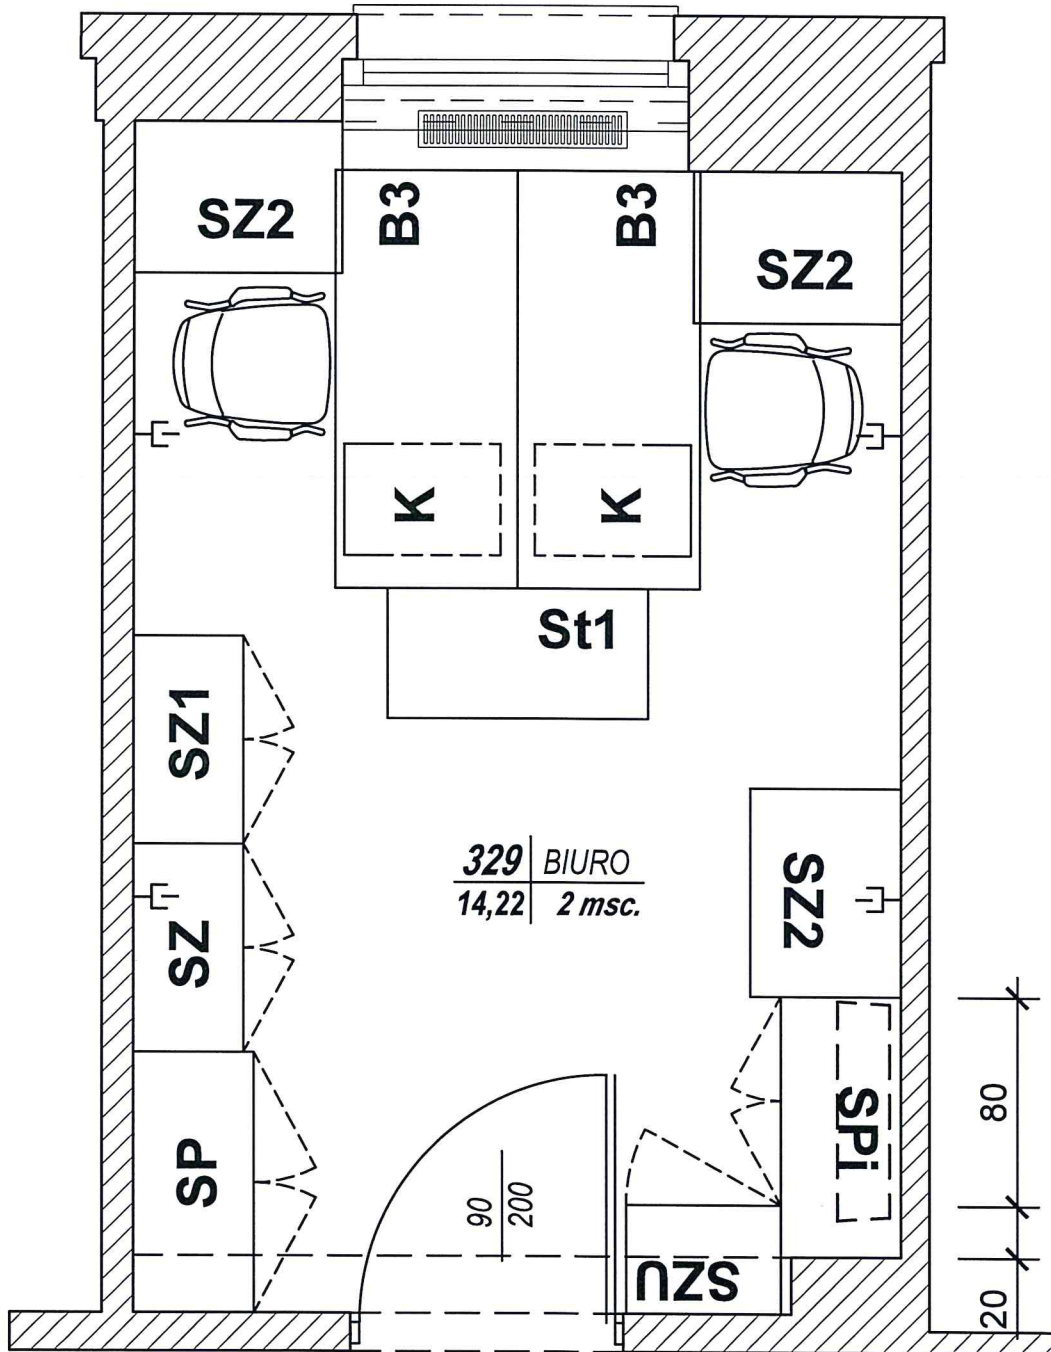 SZ2
B3
B3
SZ2
K
K
St1
SZ1
329 BIURO
14,22 2 msc.
SZ
SZ2
SP
90
200
SPi
80
SZU
20